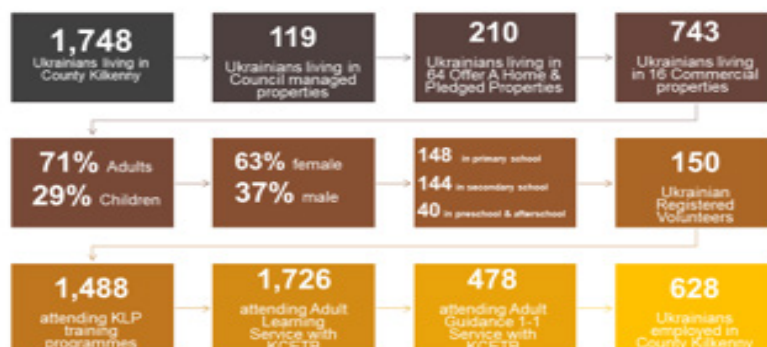 1,748
Ukrainians living in
County Kilkenny
119
Ukrainians living in
Council managed
properties
210
Ukrainians living in
64 Offer A Home &
Pledged Properties
743
Ukrainians living
in 16 Commercial
properties
71% Adults
29% Children
63% female
37% male
148 in primary school
144 in secondary school
40 in preschool & afterschool
150
Ukrainian
Registered
Volunteers
1,488
attending KLP
training
programmes
1,726
attending Adult
Learning
Service with
KCETB
478
attending Adult
Guidance 1-1
Service with
KCETB
628
Ukrainians
employed in
County Kilkenny